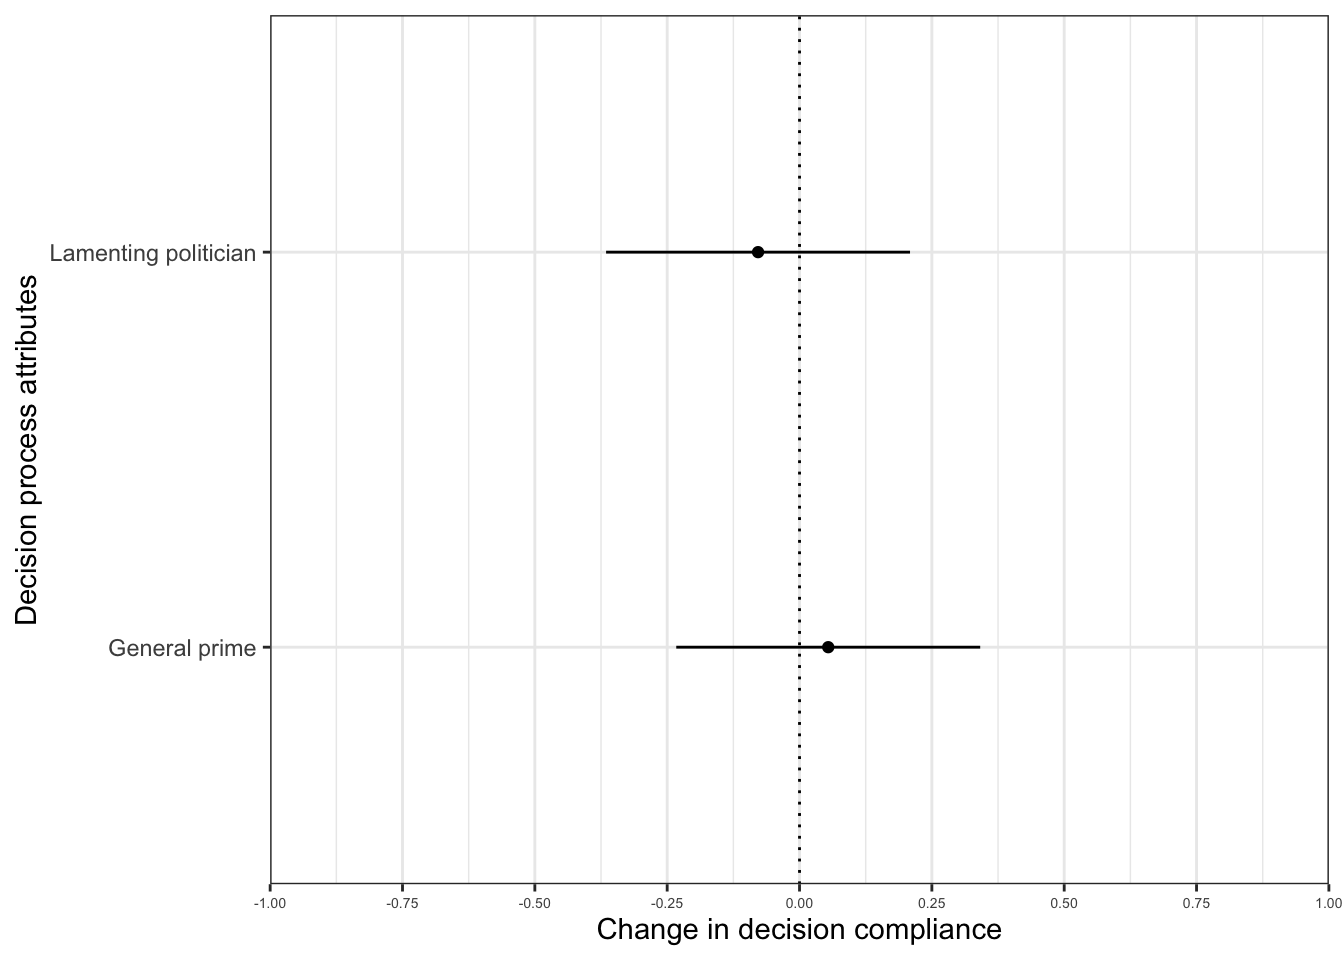 Decision process attributes
Lamenting politician
General prime
-1.00 -0.75 -0.50 -0.25 0.00 0.25 0.50 0.75 1.00
Change in decision compliance